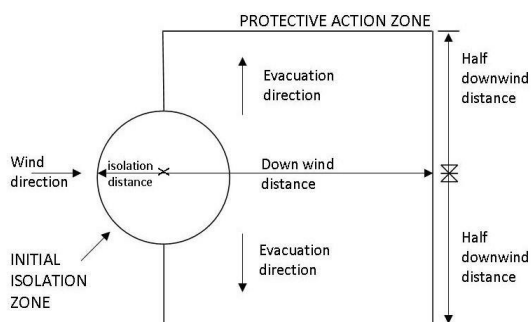 PROTECTIVE ACTION ZONE
Evacuation
direction
Half
downwind
distance
Wind
direction
isolation
distance
Down wind
distance
INITIAL
ISOLATION
ZONE
Evacuation
direction
Half
downwind
distance